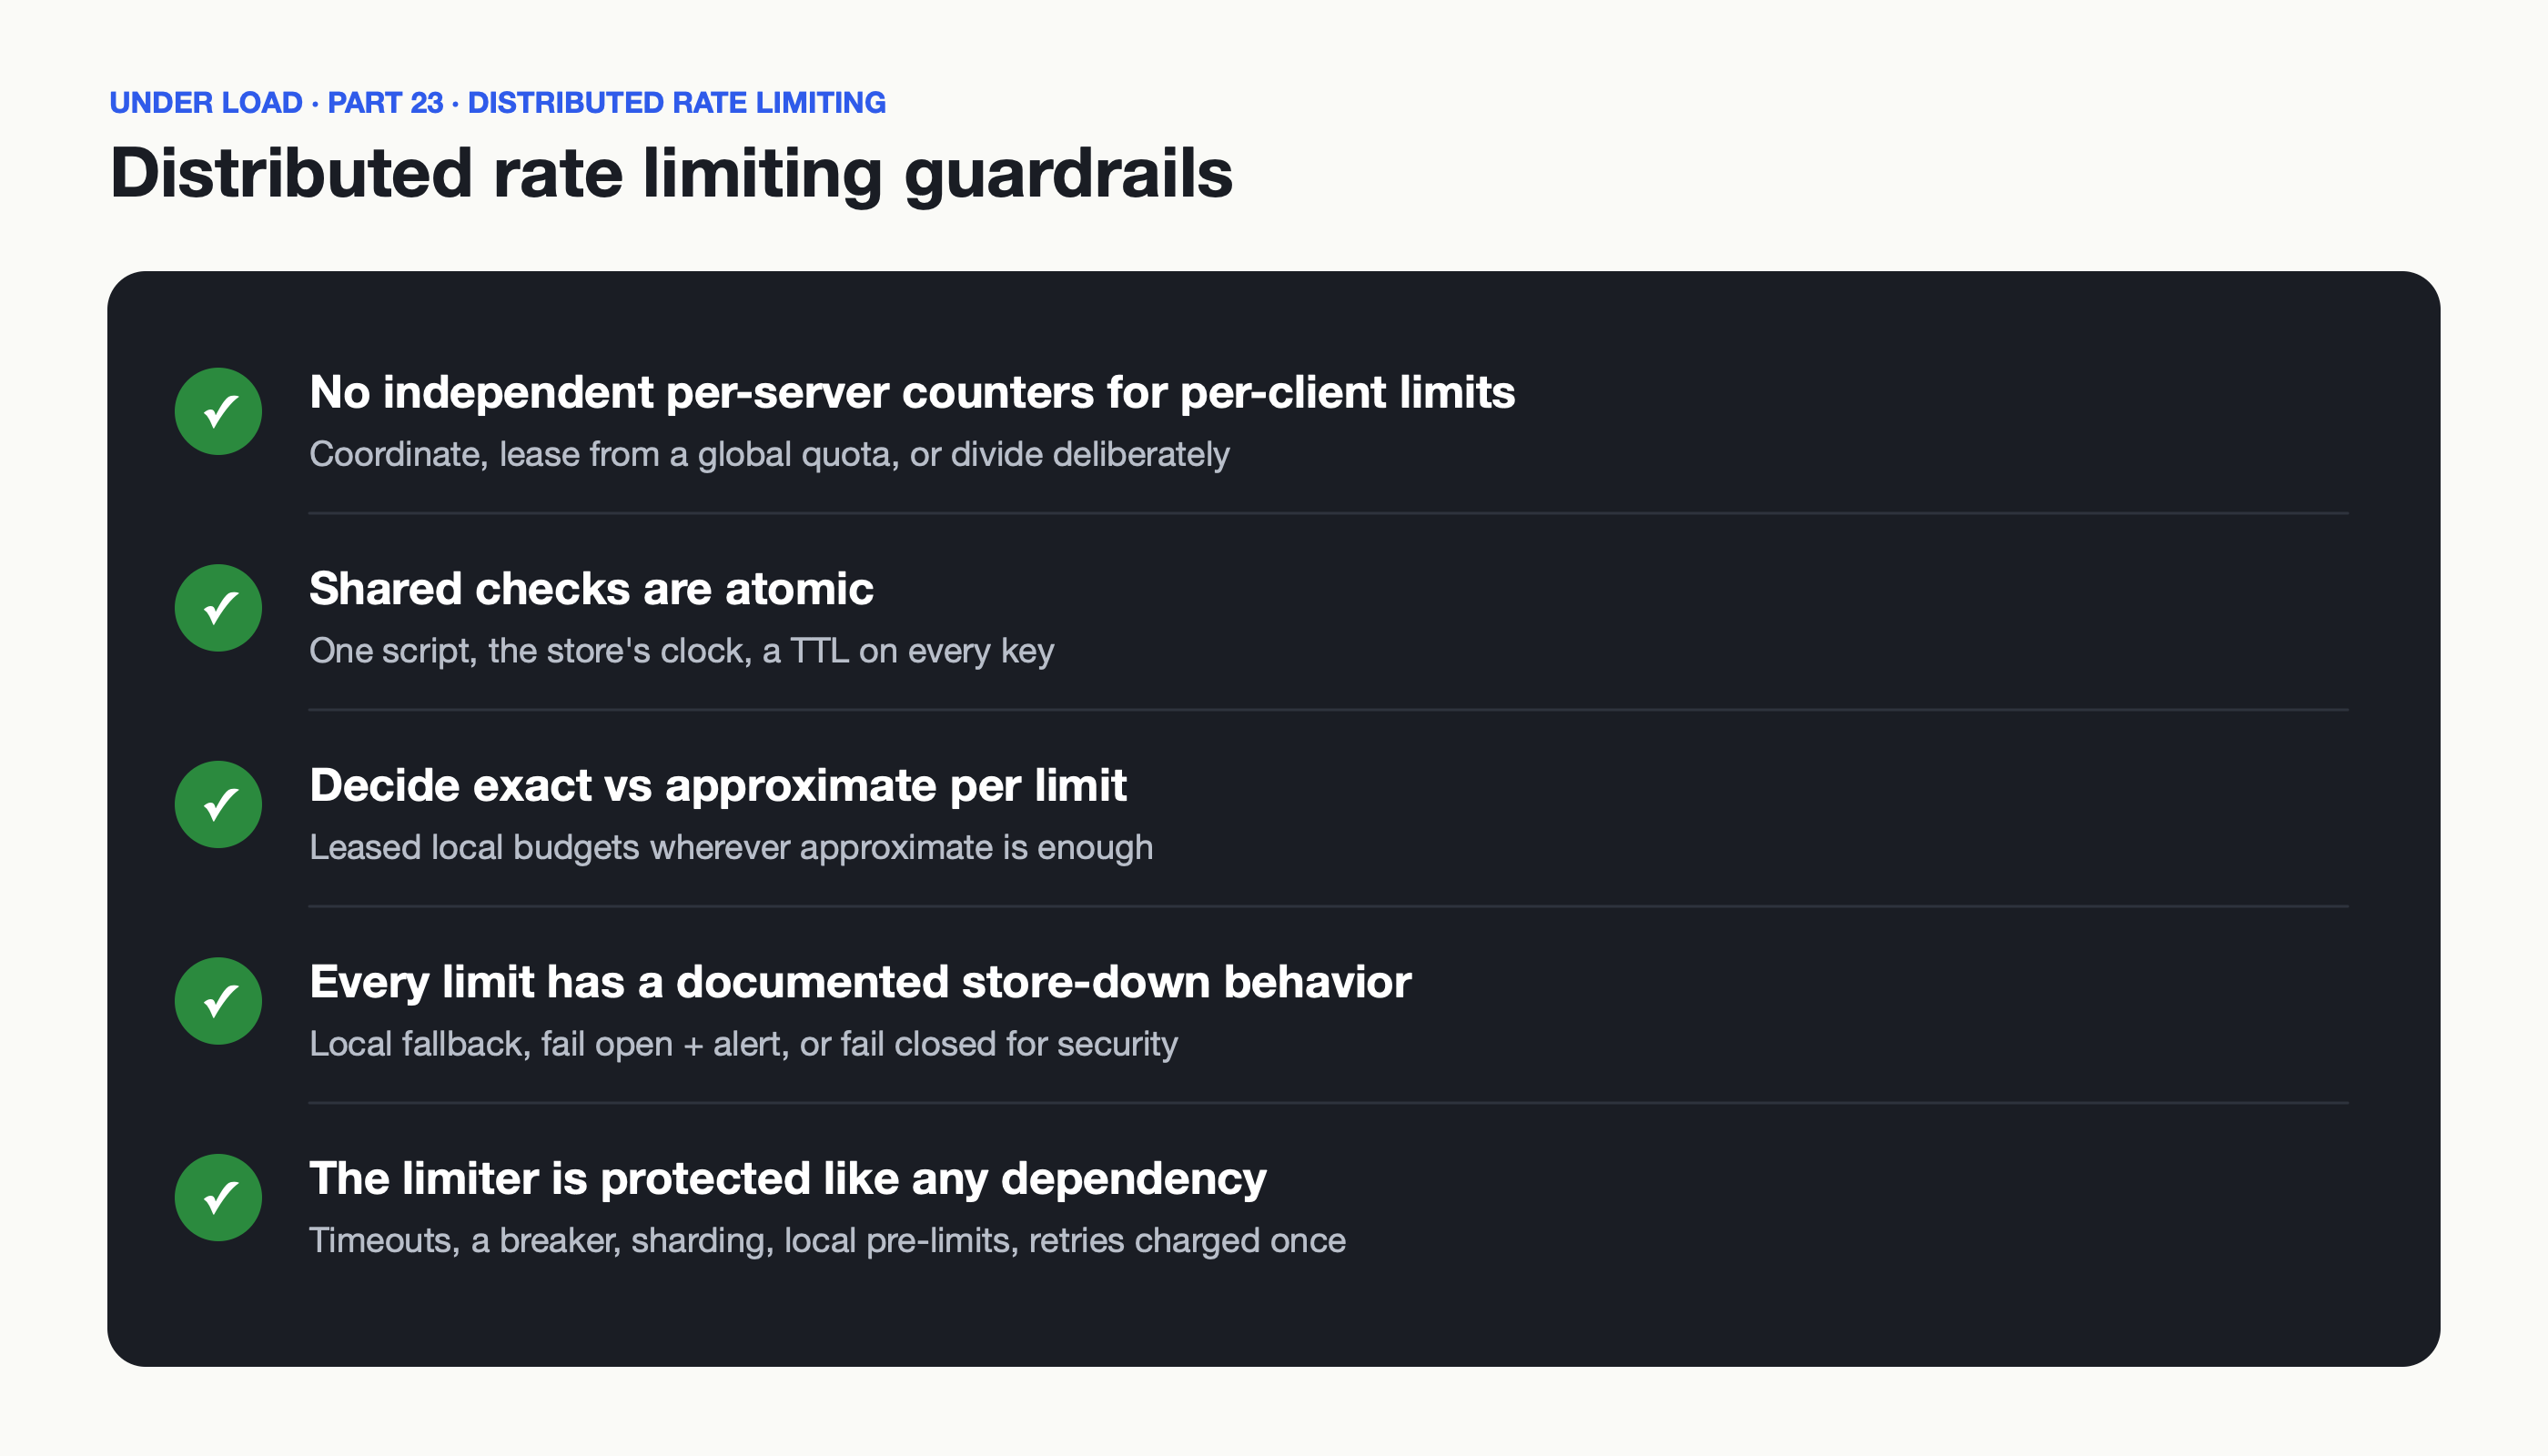 UNDER LOAD · PART 23 · DISTRIBUTED RATE LIMITING
Distributed rate limiting guardrails
No independent per-server counters for per-client limits
Coordinate, lease from a global quota, or divide deliberately
Shared checks are atomic
One script, the store's clock, a TTL on every key
Decide exact vs approximate per limit
Leased local budgets wherever approximate is enough
Every limit has a documented store-down behavior
Local fallback, fail open + alert, or fail closed for security
The limiter is protected like any dependency
Timeouts, a breaker, sharding, local pre-limits, retries charged once